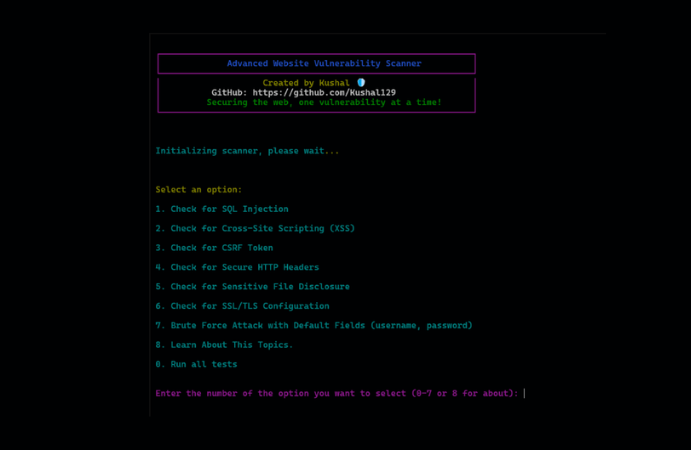 Advanced Website Vulnerability Scanner
Created by Kushal
GitHub: https://github.com/Kushal129
Securing the web, one vulnerability at a time!
Initializing scanner, please wait...
Select an option:
1. Check for SQL Injection
2. Check for Cross-Site Scripting (XSS)
3. Check for CSRF Token
4. Check for Secure HTTP Headers
5. Check for Sensitive File Disclosure
6. Check for SSL/TLS Configuration
7. Brute Force Attack with Default Fields (username, password)
8. Learn About This Topics.
0. Run all tests
Enter the number of the option you want to select (0-7 or 8 for about):